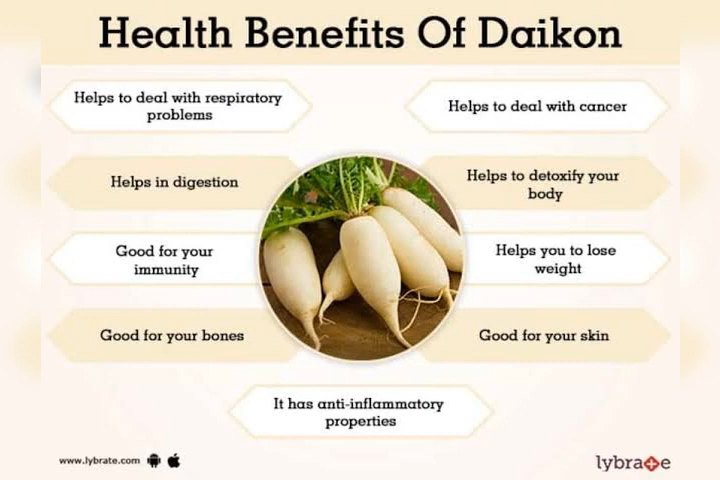 Health Benefits Of Daikon
Helps to deal with respiratory
problems
Helps to deal with cancer
Helps in digestion
Helps to detoxify your
body
Good for your
immunity
Helps you to lose
weight
Good for your bones
Good for your skin
It has anti-inflammatory
properties
www.lybrate.com
lybrate